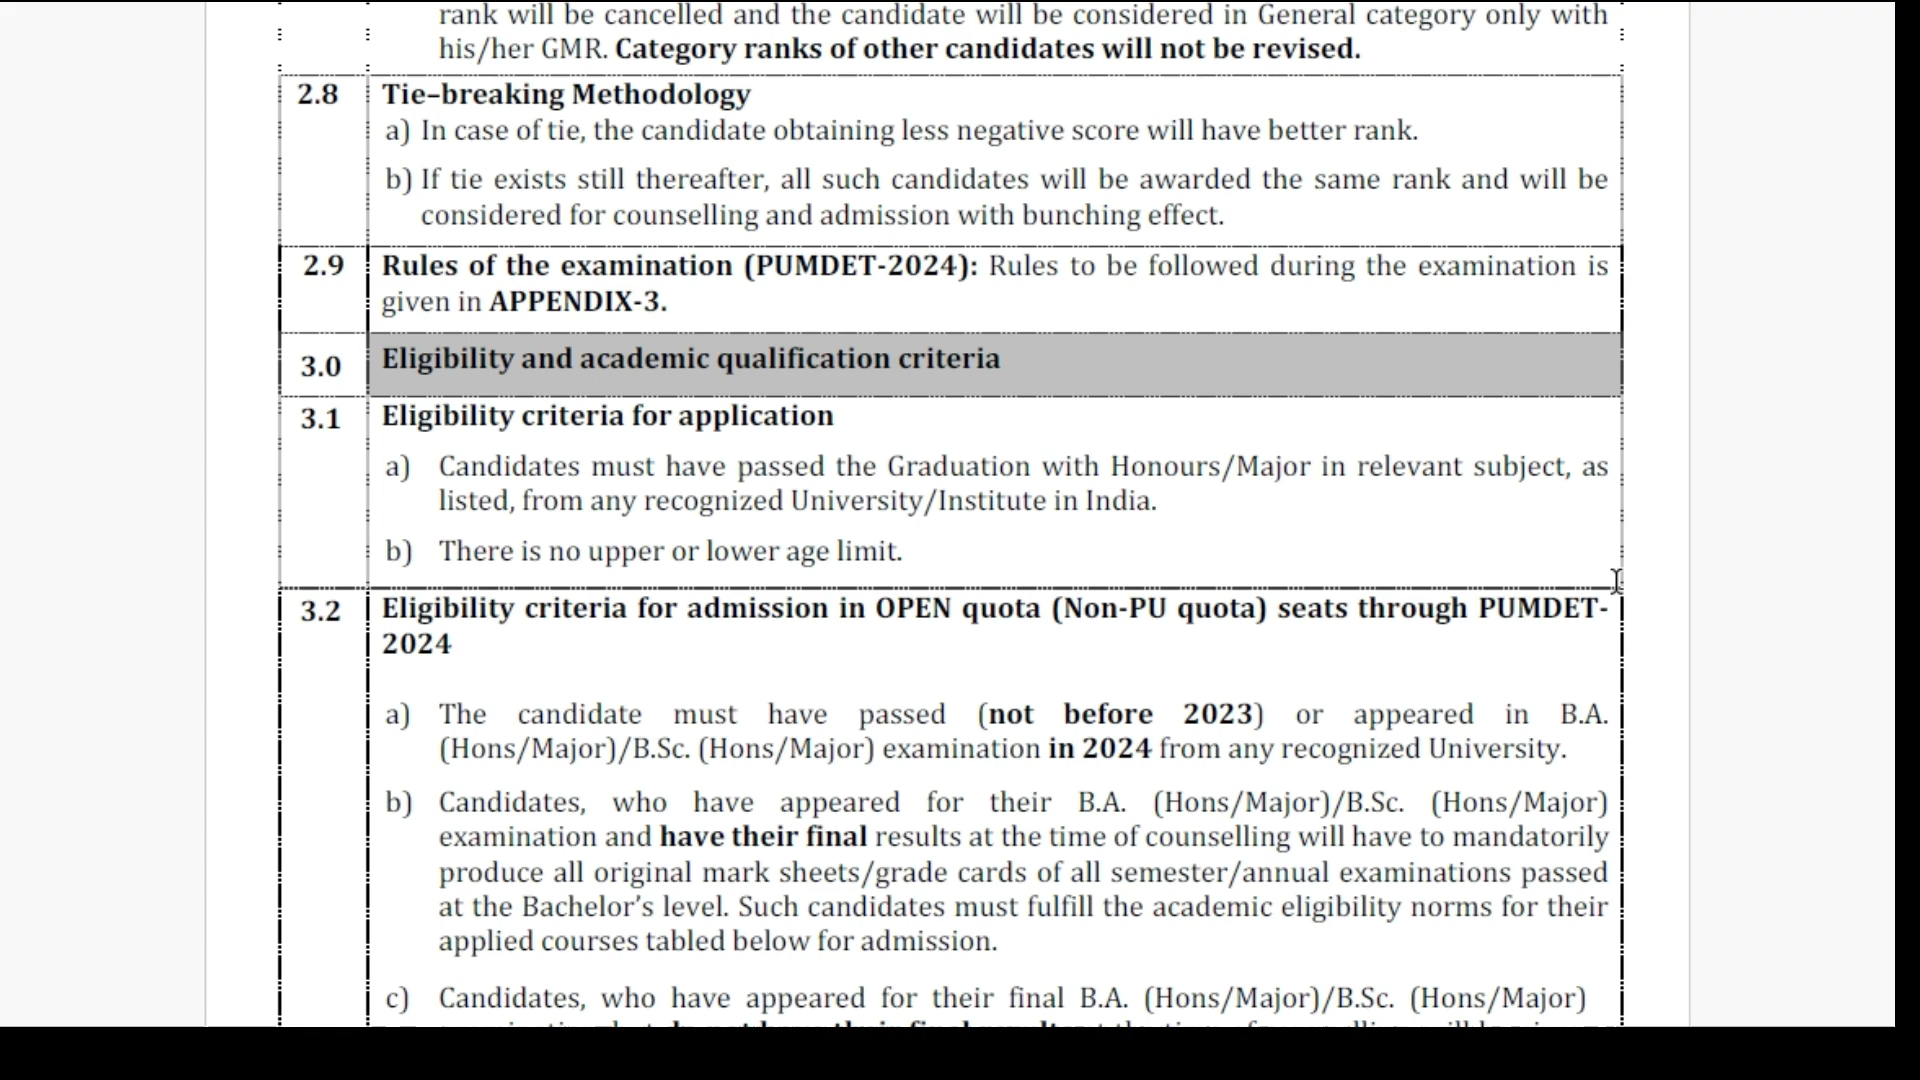 rank will be cancelled and the candidate will be considered in General category only with
his/her GMR. Category ranks of other candidates will not be revised.
2.8 Tie–breaking Methodology
a) In case of tie, the candidate obtaining less negative score will have better rank.
b) If tie exists still thereafter, all such candidates will be awarded the same rank and will be
considered for counselling and admission with bunching effect.
2.9 Rules of the examination (PUMDET-2024): Rules to be followed during the examination is
given in APPENDIX-3.
3.0 Eligibility and academic qualification criteria
3.1 Eligibility criteria for application
a) Candidates must have passed the Graduation with Honours/Major in relevant subject, as
listed, from any recognized University/Institute in India.
b) There is no upper or lower age limit.
3.2 Eligibility criteria for admission in OPEN quota (Non-PU quota) seats through PUMDET-
2024
a) The candidate must have passed (not before 2023) or appeared in B.A.
(Hons/Major)/B.Sc. (Hons/Major) examination in 2024 from any recognized University.
b) Candidates, who have appeared for their B.A. (Hons/Major)/B.Sc. (Hons/Major)
examination and have their final results at the time of counselling will have to mandatorily
produce all original mark sheets/grade cards of all semester/annual examinations passed
at the Bachelor's level. Such candidates must fulfill the academic eligibility norms for their
applied courses tabled below for admission.
c) Candidates, who have appeared for their final B.A. (Hons/Major)/B.Sc. (Hons/Major)